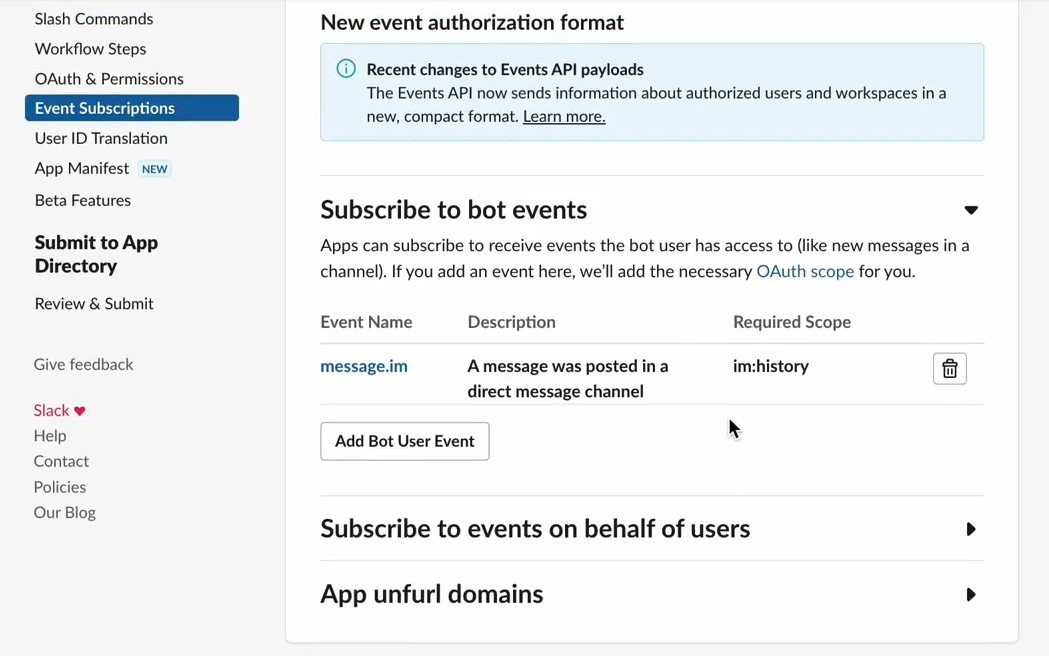 Slash Commands
Workflow Steps
OAuth & Permissions
Event Subscriptions
User ID Translation
App Manifest NEW
Beta Features
Submit to App
Directory
Review & Submit
Give feedback
Slack ♥
Help
Contact
Policies
Our Blog
New event authorization format
Recent changes to Events API payloads
The Events API now sends information about authorized users and workspaces in a
new, compact format. Learn more.
Subscribe to bot events
Apps can subscribe to receive events the bot user has access to (like new messages in a
channel). If you add an event here, we’ll add the necessary OAuth scope for you.
Event Name Description Required Scope
message.im A message was posted in a im:history
direct message channel
Add Bot User Event
Subscribe to events on behalf of users
App unfurl domains